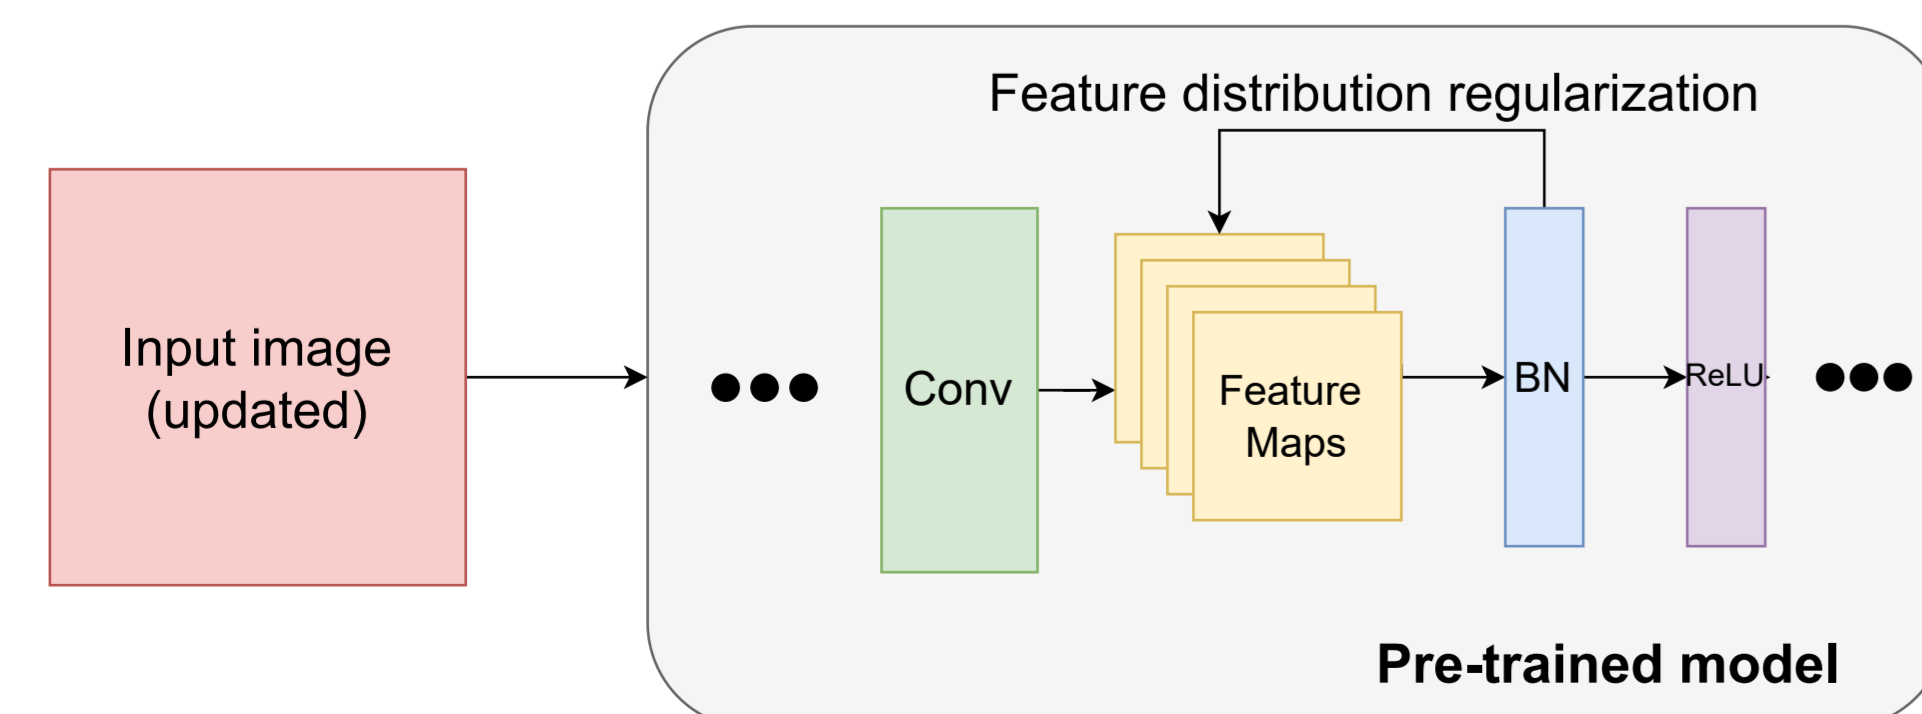 Feature distribution regularization
Input image
(updated)
Conv
Feature
Maps
BN
ReLU
Pre-trained model